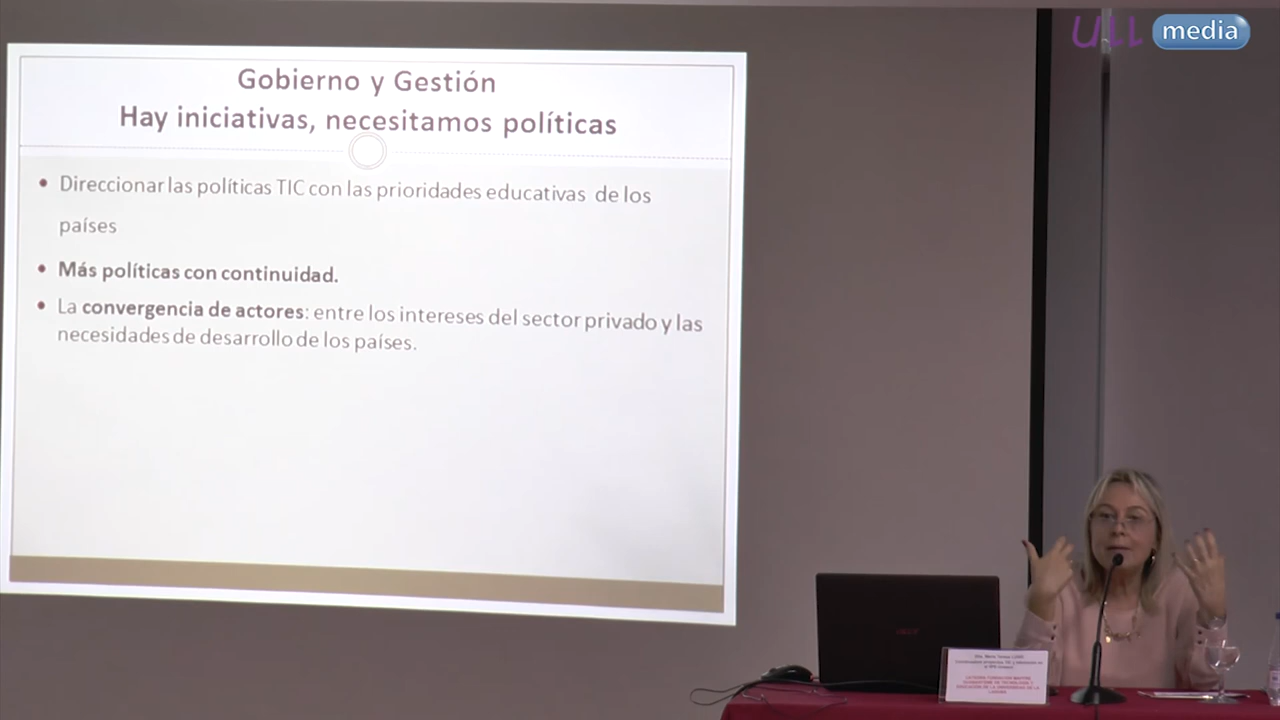 ULL media
Gobierno y Gestión
Hay iniciativas, necesitamos políticas
• Direccionar las políticas TIC con las prioridades educativas de los
países
• Más políticas con continuidad.
• La convergencia de actores: entre los intereses del sector privado y las
necesidades de desarrollo de los países.